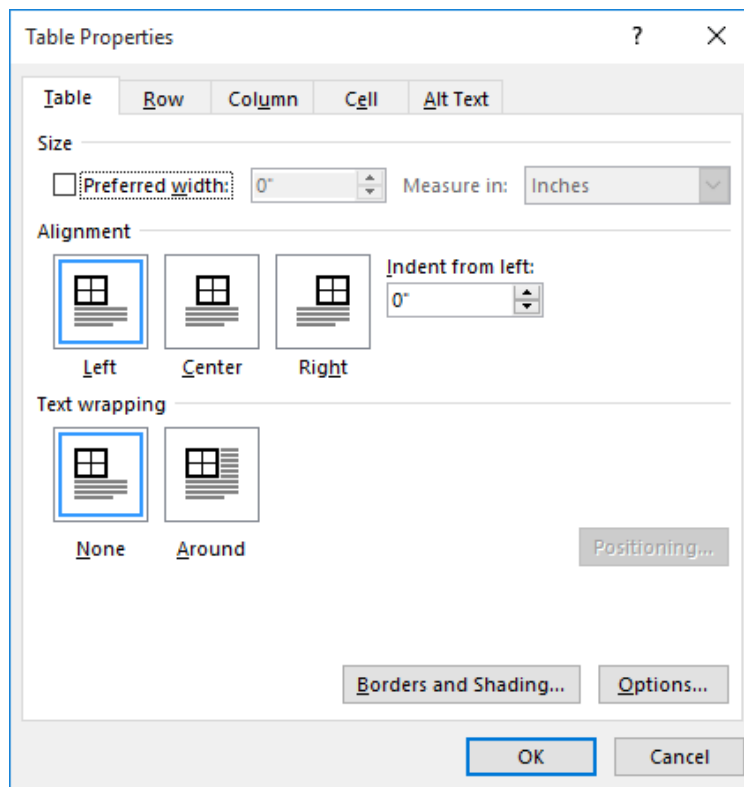 Table Properties ?
Table Row Column Cell Alt Text
Size
Preferred width: 0" Measure in: Inches
Alignment
Indent from left:
0"
Left Center Right
Text wrapping
None Around
Positioning...
Borders and Shading... Options...
OK Cancel